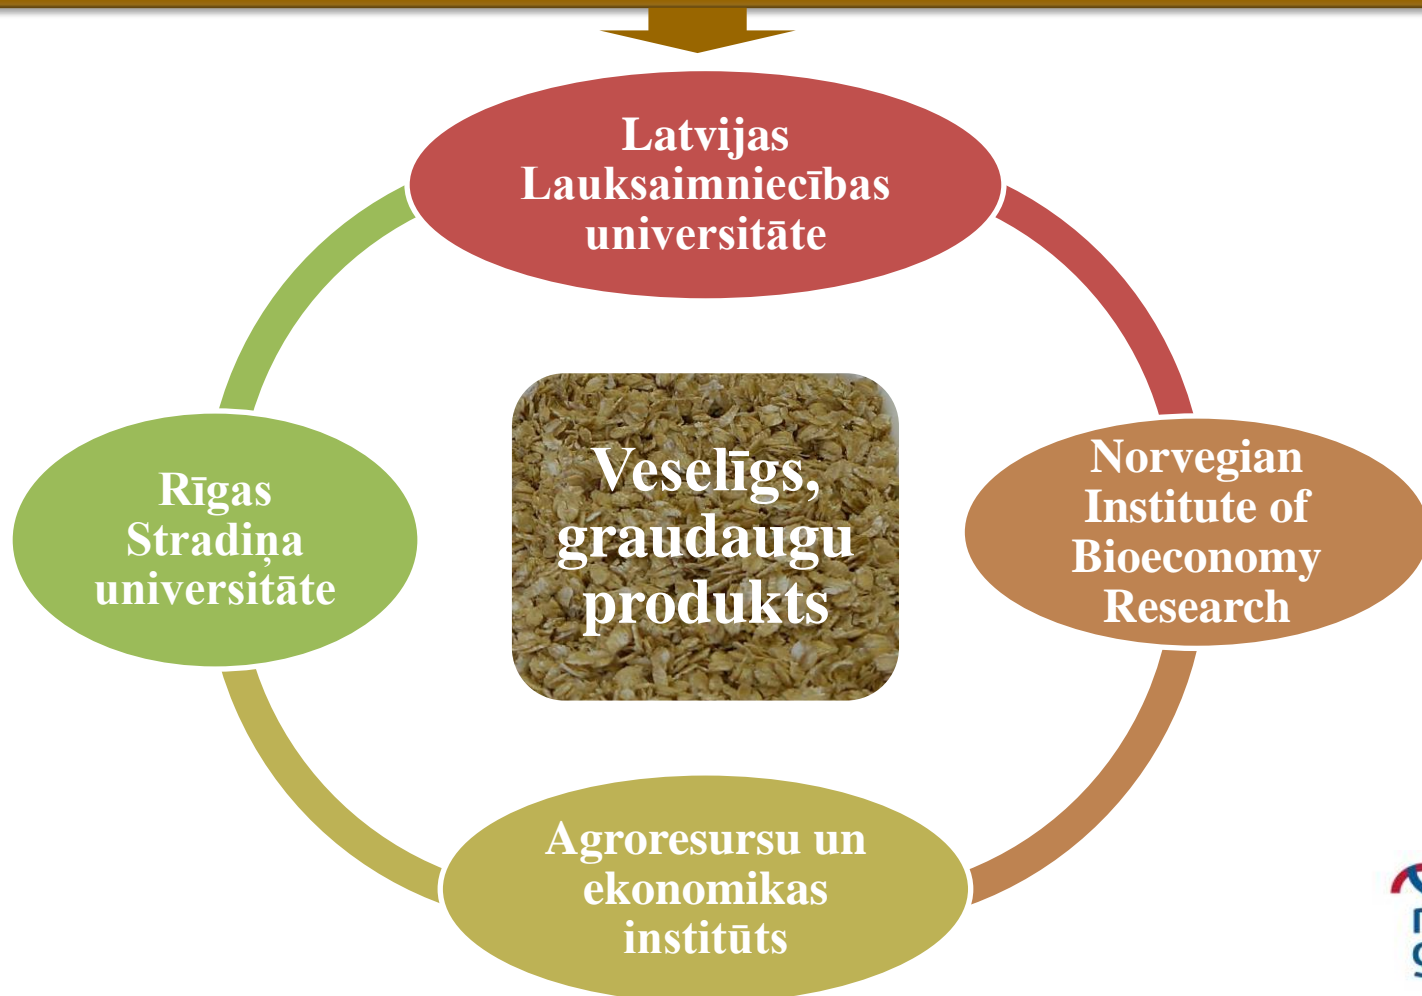 Latvijas
Lauksaimniecības
universitāte
Rīgas
Stradiņa
universitāte
Veselīgs,
graudaugu
produkts
Norvegian
Institute of
Bioeconomy
Research
Agroresursu un
ekonomikas
institūts